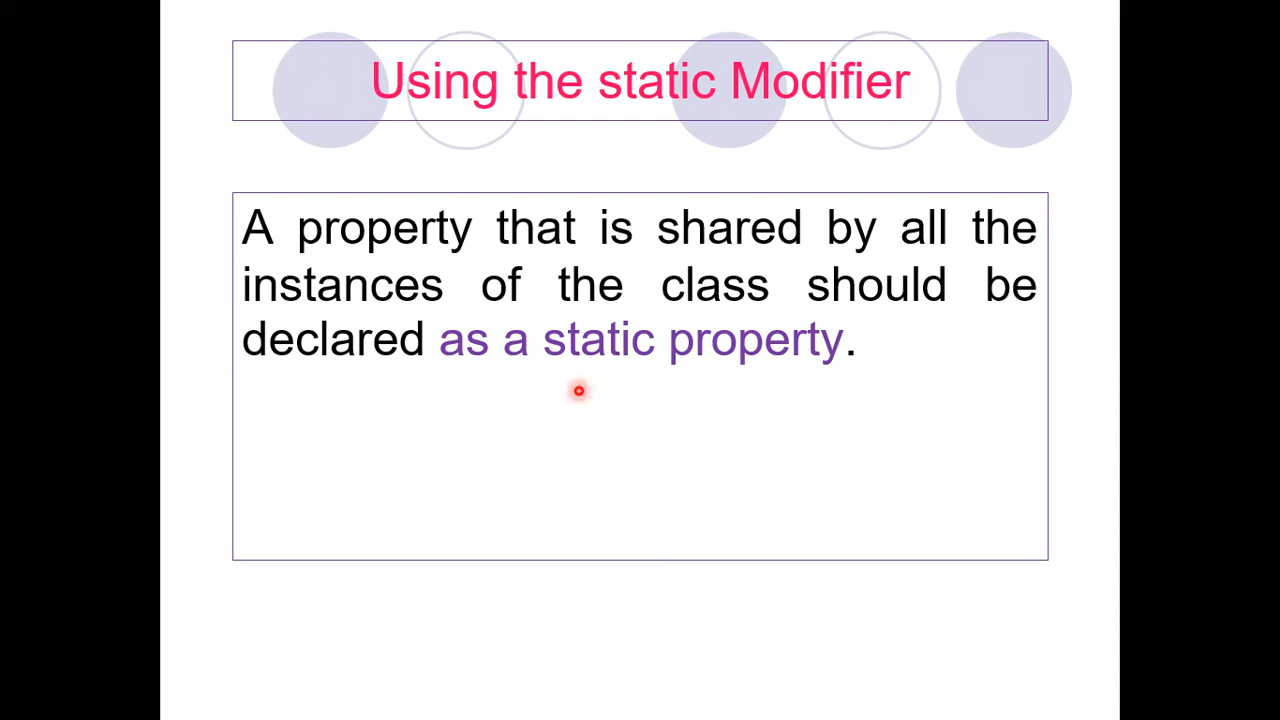 Using the static Modifier
A property that is shared by all the
instances of the class should be
declared as a static property.